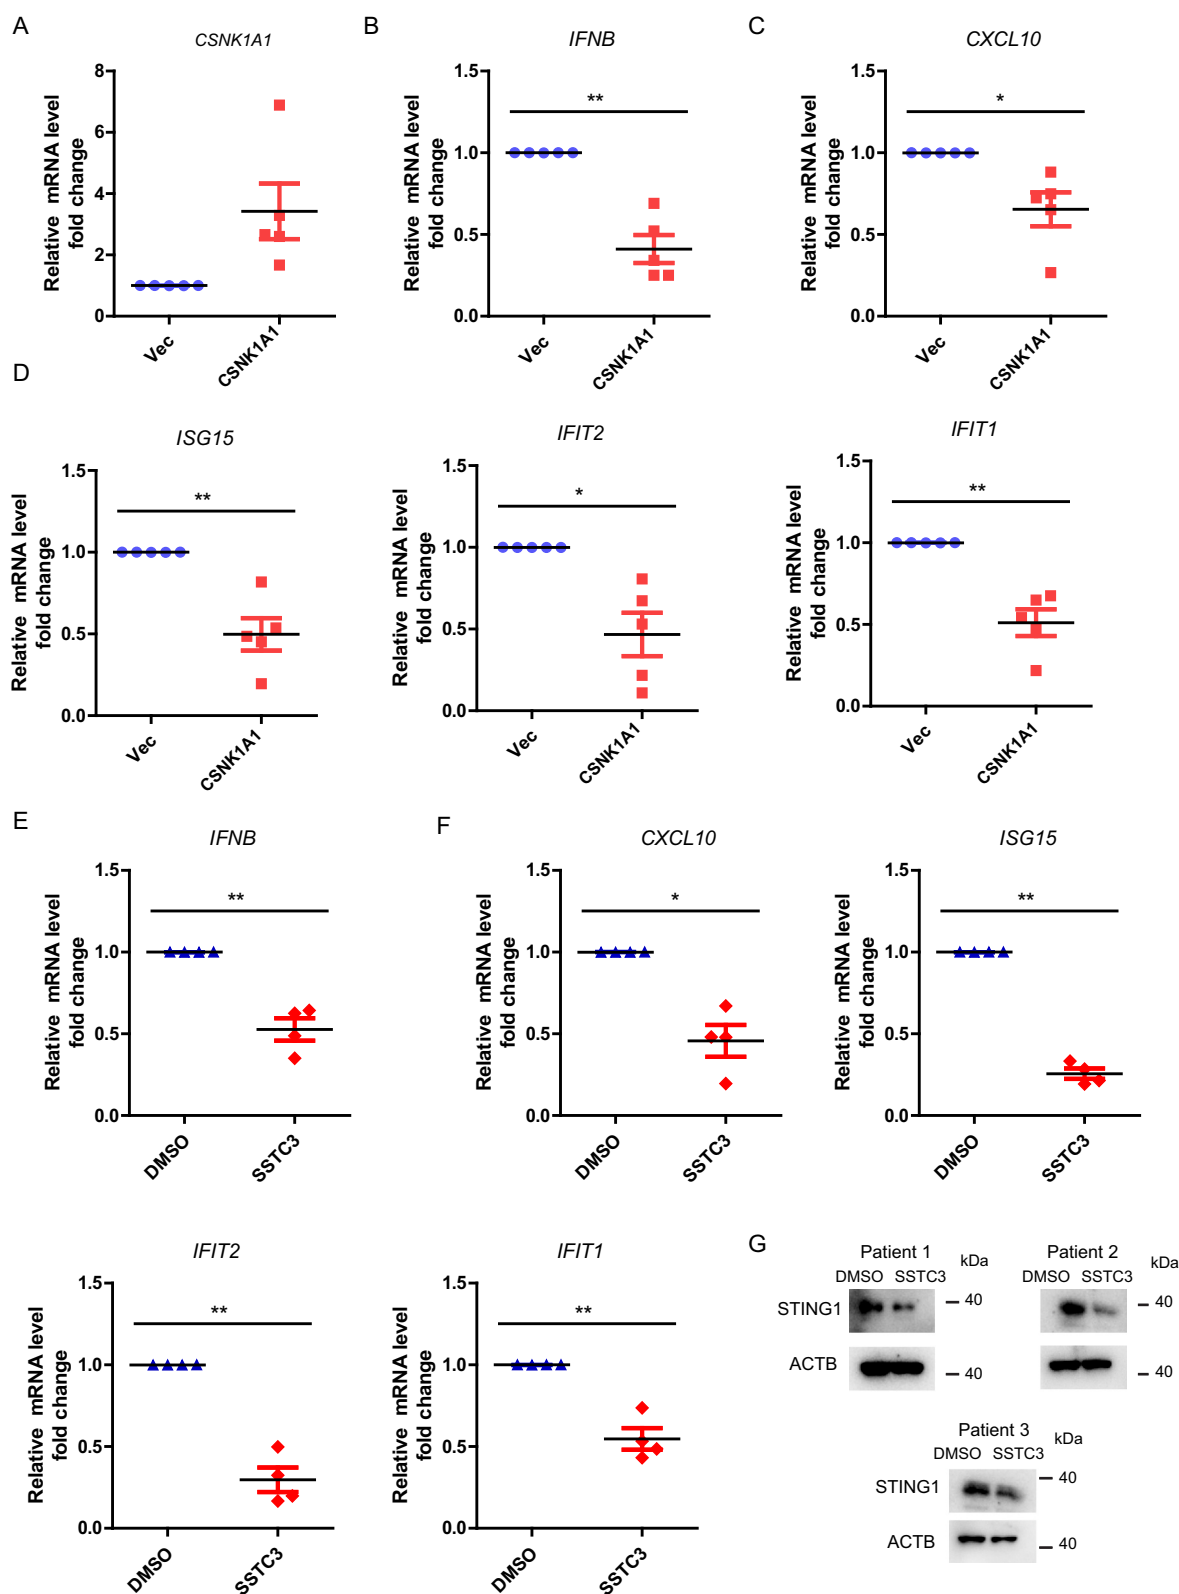 A
CSNK1A1
Relative mRNA level
fold change
8
6
4
2
0
Vec
CSNK1A1
B
IFNB
Relative mRNA level
fold change
1.5
1.0
0.5
0.0
**
Vec
CSNK1A1
C
CXCL10
Relative mRNA level
fold change
1.5
1.0
0.5
0.0
*
Vec
CSNK1A1
D
ISG15
Relative mRNA level
fold change
1.5
1.0
0.5
0.0
**
Vec
CSNK1A1
IFIT2
Relative mRNA level
fold change
1.5
1.0
0.5
0.0
*
Vec
CSNK1A1
IFIT1
Relative mRNA level
fold change
1.5
1.0
0.5
0.0
**
Vec
CSNK1A1
E
IFNB
Relative mRNA level
fold change
1.5
1.0
0.5
0.0
**
DMSO
SSTC3
F
CXCL10
Relative mRNA level
fold change
1.5
1.0
0.5
0.0
*
DMSO
SSTC3
ISG15
Relative mRNA level
fold change
1.5
1.0
0.5
0.0
**
DMSO
SSTC3
IFIT2
Relative mRNA level
fold change
1.5
1.0
0.5
0.0
**
DMSO
SSTC3
IFIT1
Relative mRNA level
fold change
1.5
1.0
0.5
0.0
**
DMSO
SSTC3
G
Patient 1
kDa
DMSO SSTC3
STING1
40
ACTB
40
Patient 2
kDa
DMSO SSTC3
40
40
Patient 3
kDa
DMSO SSTC3
STING1
40
ACTB
40